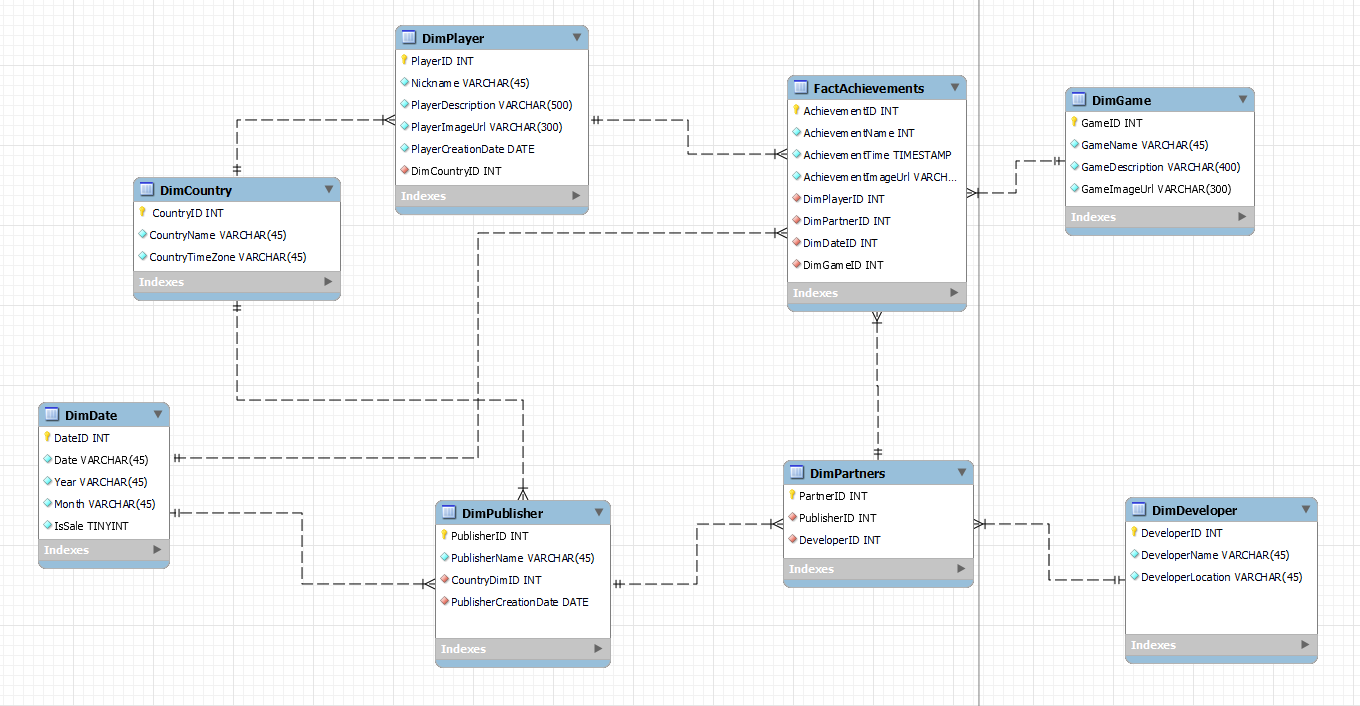 DimPlayer
PlayerID INT
Nickname VARCHAR(45)
PlayerDescription VARCHAR(500)
PlayerImageUrl VARCHAR(300)
PlayerCreationDate DATE
DimCountryID INT
Indexes
FactAchievements
AchievementID INT
AchievementName INT
AchievementTime TIMESTAMP
AchievementImageUrl VARCH...
DimPlayerID INT
DimPartnerID INT
DimDateID INT
DimGameID INT
Indexes
DimGame
GameID INT
GameName VARCHAR(45)
GameDescription VARCHAR(400)
GameImageUrl VARCHAR(300)
Indexes
DimCountry
CountryID INT
CountryName VARCHAR(45)
CountryTimeZone VARCHAR(45)
Indexes
DimDate
DateID INT
Date VARCHAR(45)
Year VARCHAR(45)
Month VARCHAR(45)
IsSale TINYINT
Indexes
DimPublisher
PublisherID INT
PublisherName VARCHAR(45)
CountryDimID INT
PublisherCreationDate DATE
Indexes
DimPartners
PartnerID INT
PublisherID INT
DeveloperID INT
Indexes
DimDeveloper
DeveloperID INT
DeveloperName VARCHAR(45)
DeveloperLocation VARCHAR(45)
Indexes